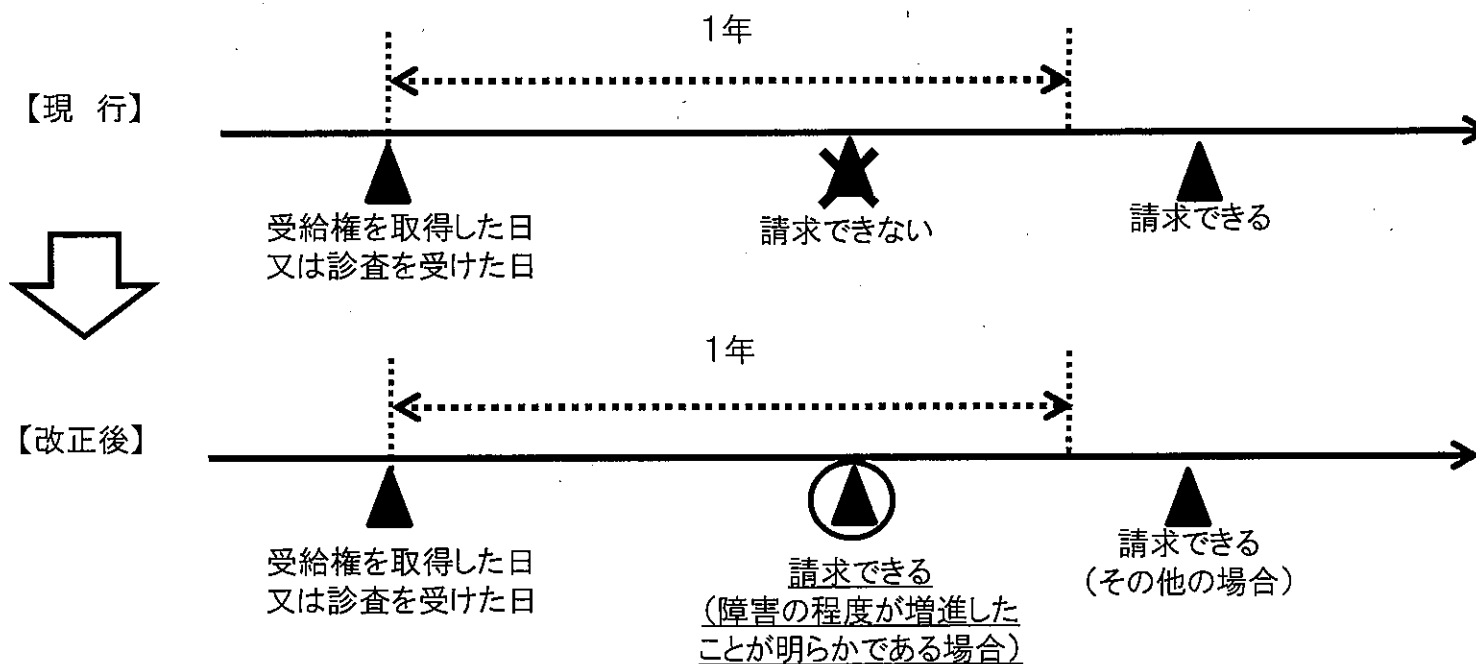 1年
【現 行】
受給権を取得した日
又は診査を受けた日
請求できない
請求できる
1年
【改正後】
受給権を取得した日
又は診査を受けた日
請求できる
（障害の程度が増進した
ことが明らかである場合）
請求できる
（その他の場合）